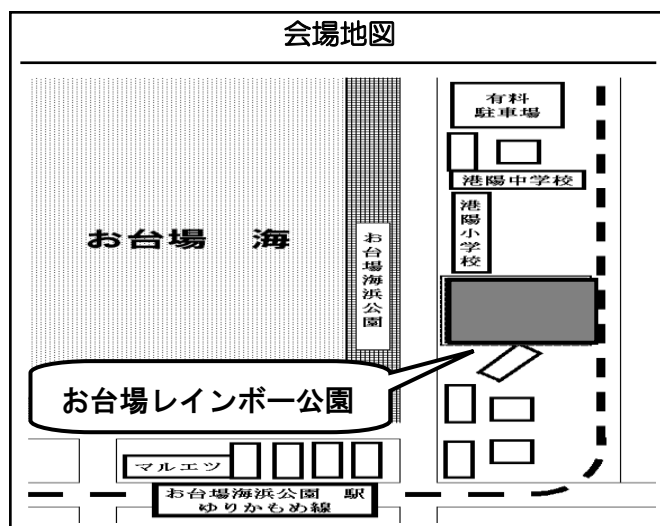 会場地図
有料
駐車場
港陽中学校
港陽小学校
お台場　海
お台場海浜公園
お台場レインボー公園
マルエツ
お台場海浜公園　駅
ゆりかもめ線